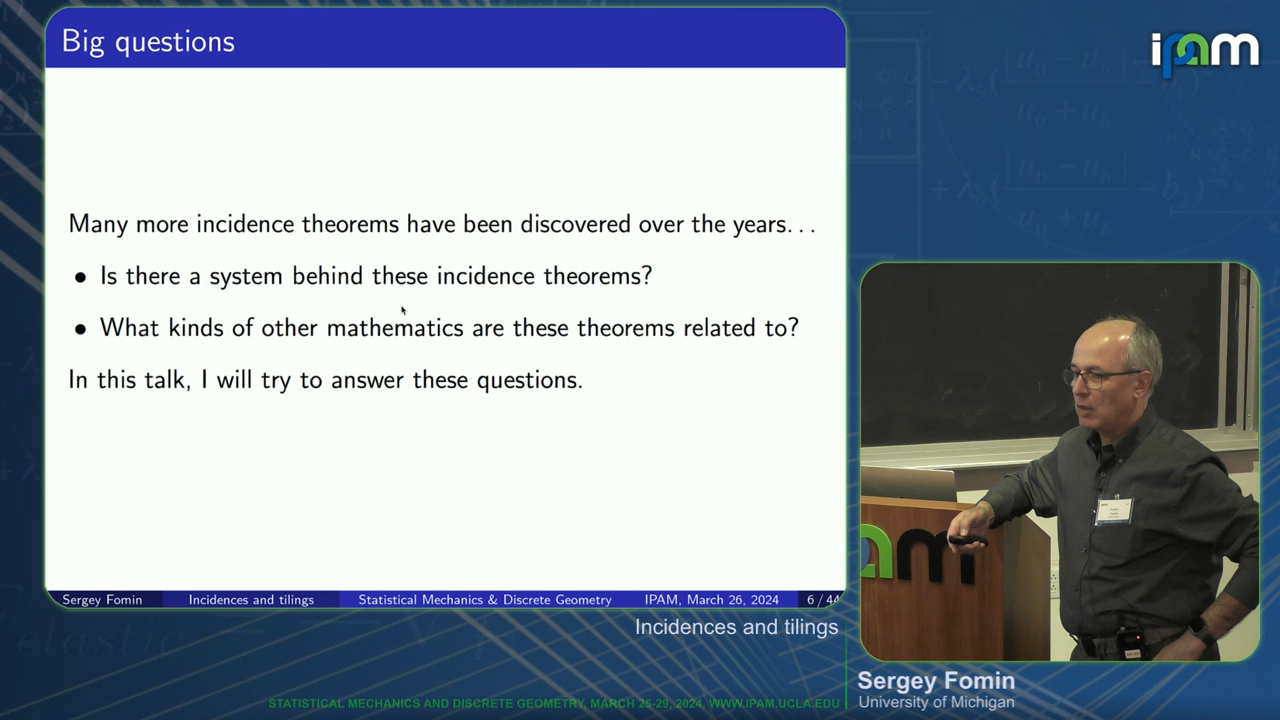 Big questions
ipam
Many more incidence theorems have been discovered over the years...
• Is there a system behind these incidence theorems?
• What kinds of other mathematics are these theorems related to?
In this talk, I will try to answer these questions.
Sergey Fomin Incidences and tilings Statistical Mechanics & Discrete Geometry IPAM, March 26, 2024 6 / 44
am
Incidences and tilings
Sergey Fomin
University of Michigan
STATISTICAL MECHANICS AND DISCRETE GEOMETRY, MARCH 25-29, 2024, WWW.IPAM.UCLA.EDU